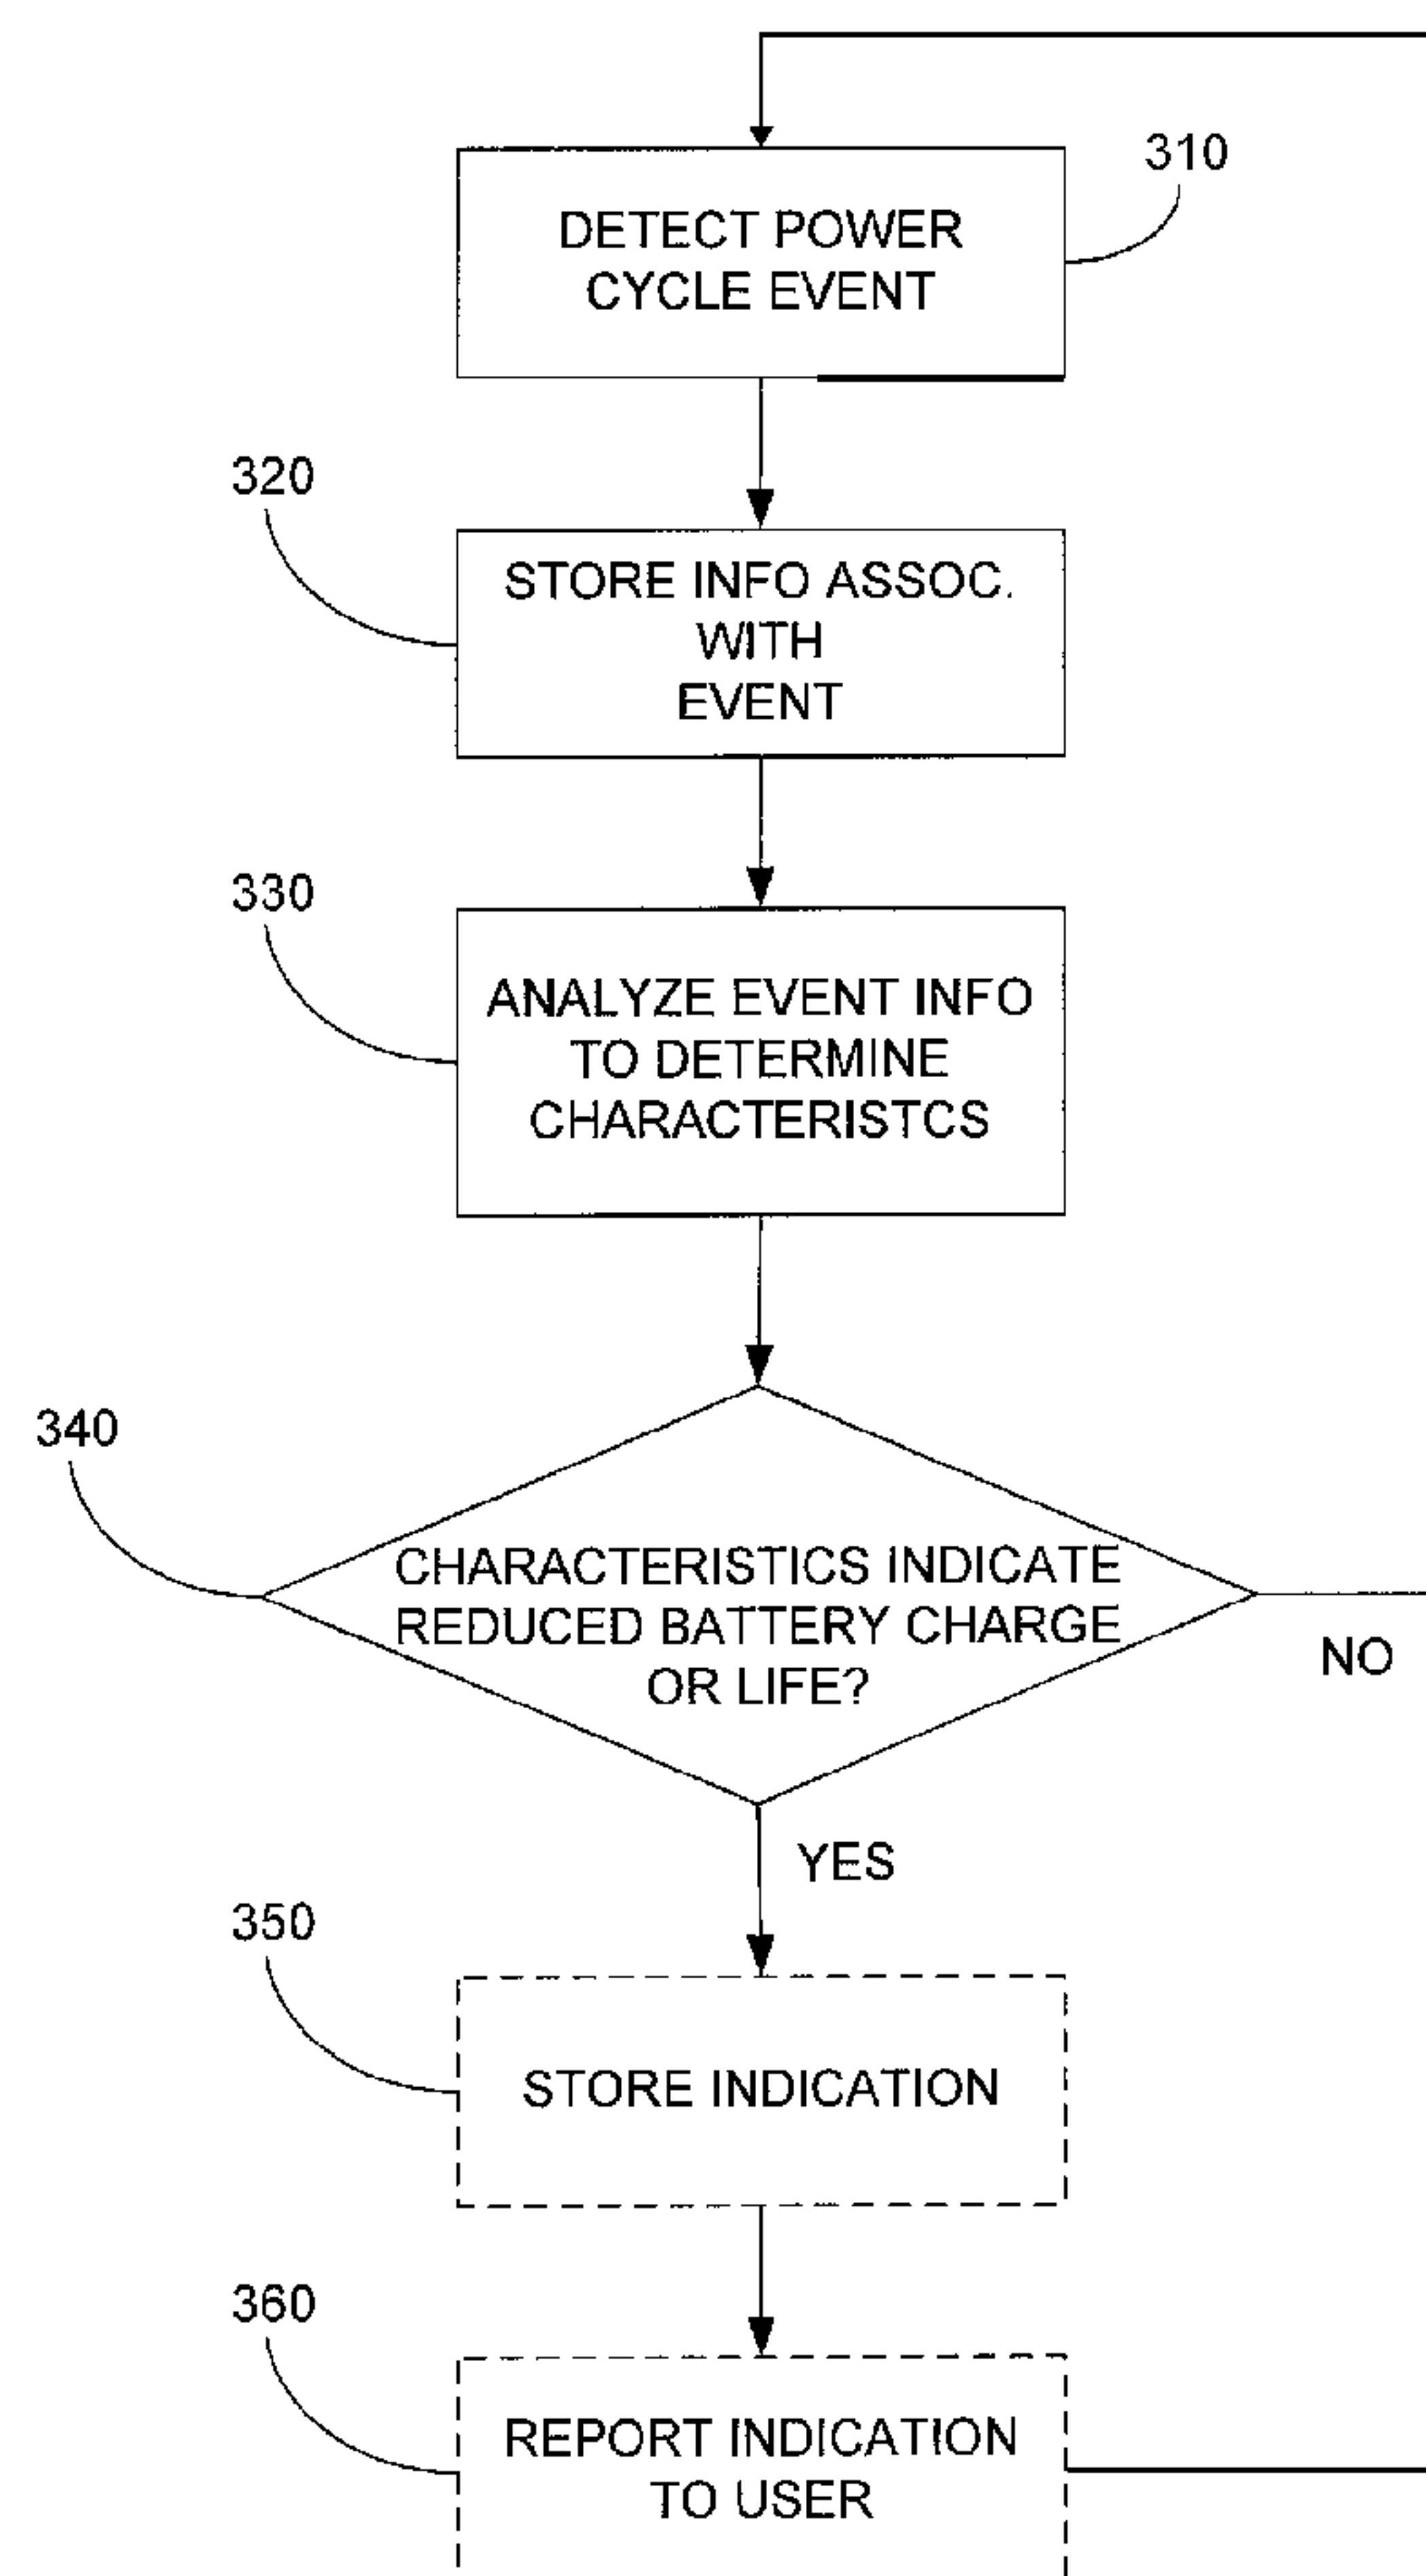 310
DETECT POWER
CYCLE EVENT
320
STORE INFO ASSOC.
WITH
EVENT
330
ANALYZE EVENT INFO
TO DETERMINE
CHARACTERISTCS
340
CHARACTERISTICS INDICATE
REDUCED BATTERY CHARGE
OR LIFE?
NO
YES
350
STORE INDICATION
360
REPORT INDICATION
TO USER